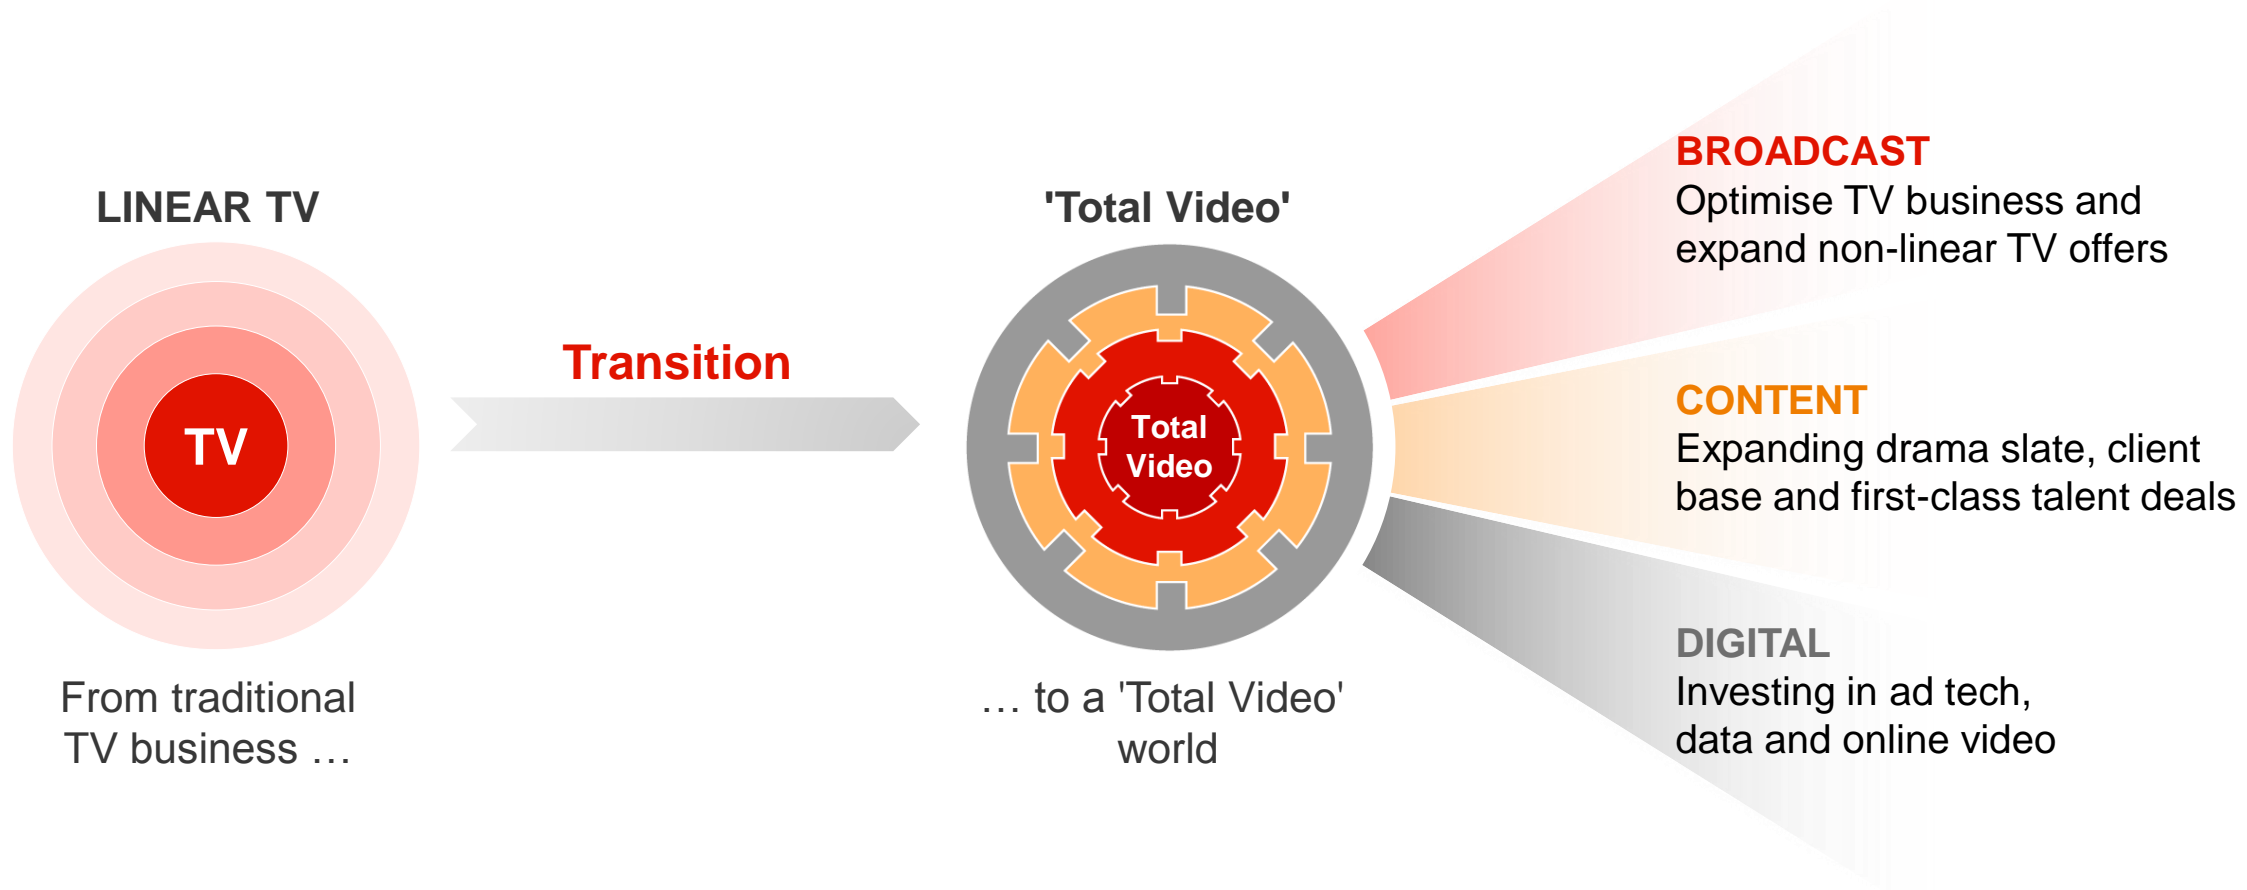 LINEAR TV
TV
From traditional
TV business …
Transition
'Total Video'
Total
Video
… to a 'Total Video'
world
BROADCAST
Optimise TV business and
expand non-linear TV offers
CONTENT
Expanding drama slate, client
base and first-class talent deals
DIGITAL
Investing in ad tech,
data and online video